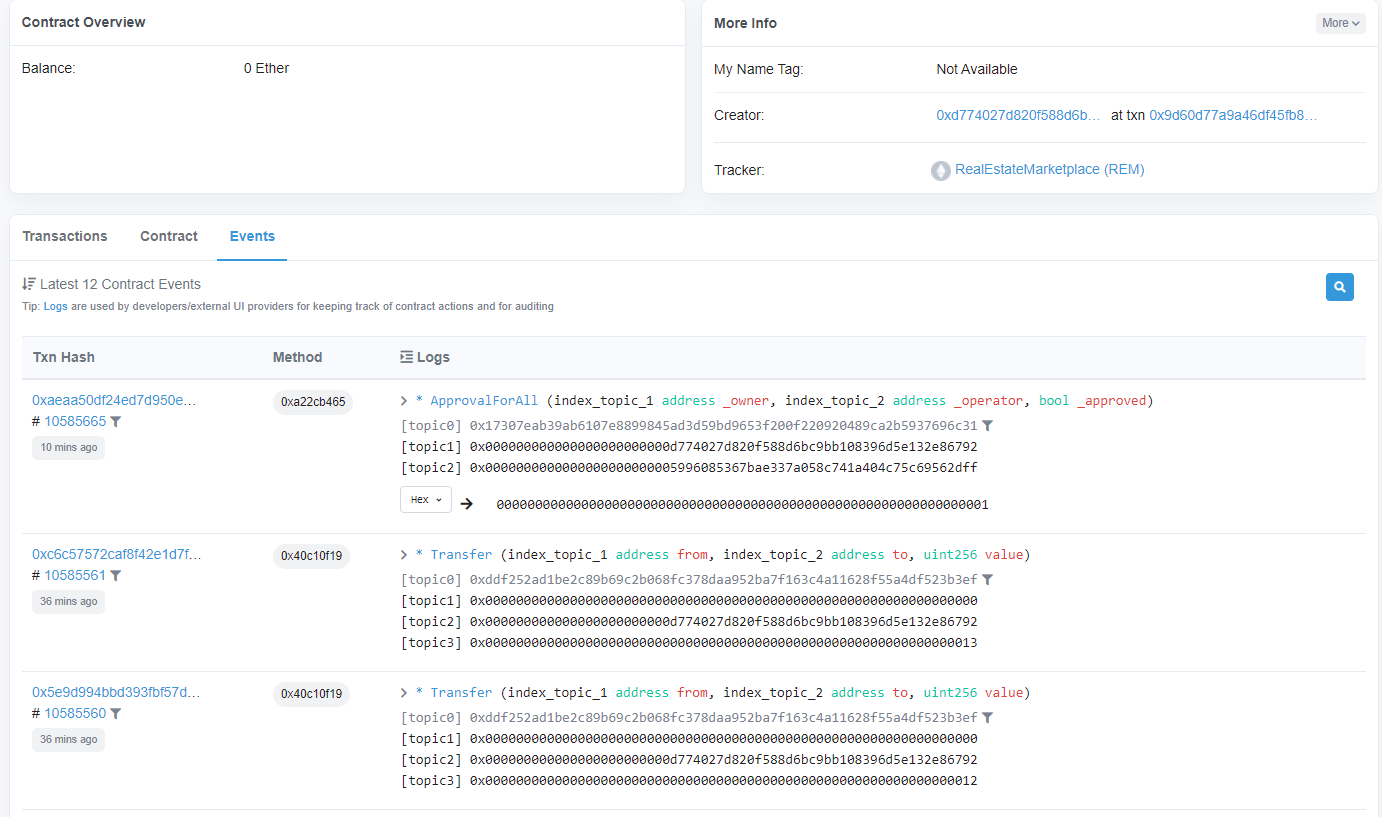 Contract Overview
Balance: 0 Ether
More Info
More
My Name Tag: Not Available
Creator: 0xd774027d820f588d6b... at txn 0x9d60d77a9a46df45fb8...
Tracker: RealEstateMarketplace (REM)
Transactions Contract Events
Latest 12 Contract Events
Tip: Logs are used by developers/external UI providers for keeping track of contract actions and for auditing
Txn Hash Method Logs
0xaeaa50df24ed7d950e... 0xa22cb465 > * ApprovalForAll (index_topic_1 address _owner, index_topic_2 address _operator, bool _approved)
# 10585665 [topic0] 0x17307eab39ab6107e8899845ad3d59bd9653f200f220920489ca2b5937696c31
10 mins ago [topic1] 0x000000000000000000000000d774027d820f588d6bc9bb108396d5e132e86792
[topic2] 0x0000000000000000000000005996085367bae337a058c741a404c75c69562dff
Hex 0000000000000000000000000000000000000000000000000000000000000001
0xc6c57572caf8f42e1d7f... 0x40c10f19 > * Transfer (index_topic_1 address from, index_topic_2 address to, uint256 value)
# 10585561 [topic0] 0xddf252ad1be2c89b69c2b068fc378daa952ba7f163c4a11628f55a4df523b3ef
36 mins ago [topic1] 0x0000000000000000000000000000000000000000000000000000000000000000
[topic2] 0x000000000000000000000000d774027d820f588d6bc9bb108396d5e132e86792
[topic3] 0x0000000000000000000000000000000000000000000000000000000000000013
0x5e9d994bbd393fbf57d... 0x40c10f19 > * Transfer (index_topic_1 address from, index_topic_2 address to, uint256 value)
# 10585560 [topic0] 0xddf252ad1be2c89b69c2b068fc378daa952ba7f163c4a11628f55a4df523b3ef
36 mins ago [topic1] 0x0000000000000000000000000000000000000000000000000000000000000000
[topic2] 0x000000000000000000000000d774027d820f588d6bc9bb108396d5e132e86792
[topic3] 0x0000000000000000000000000000000000000000000000000000000000000012